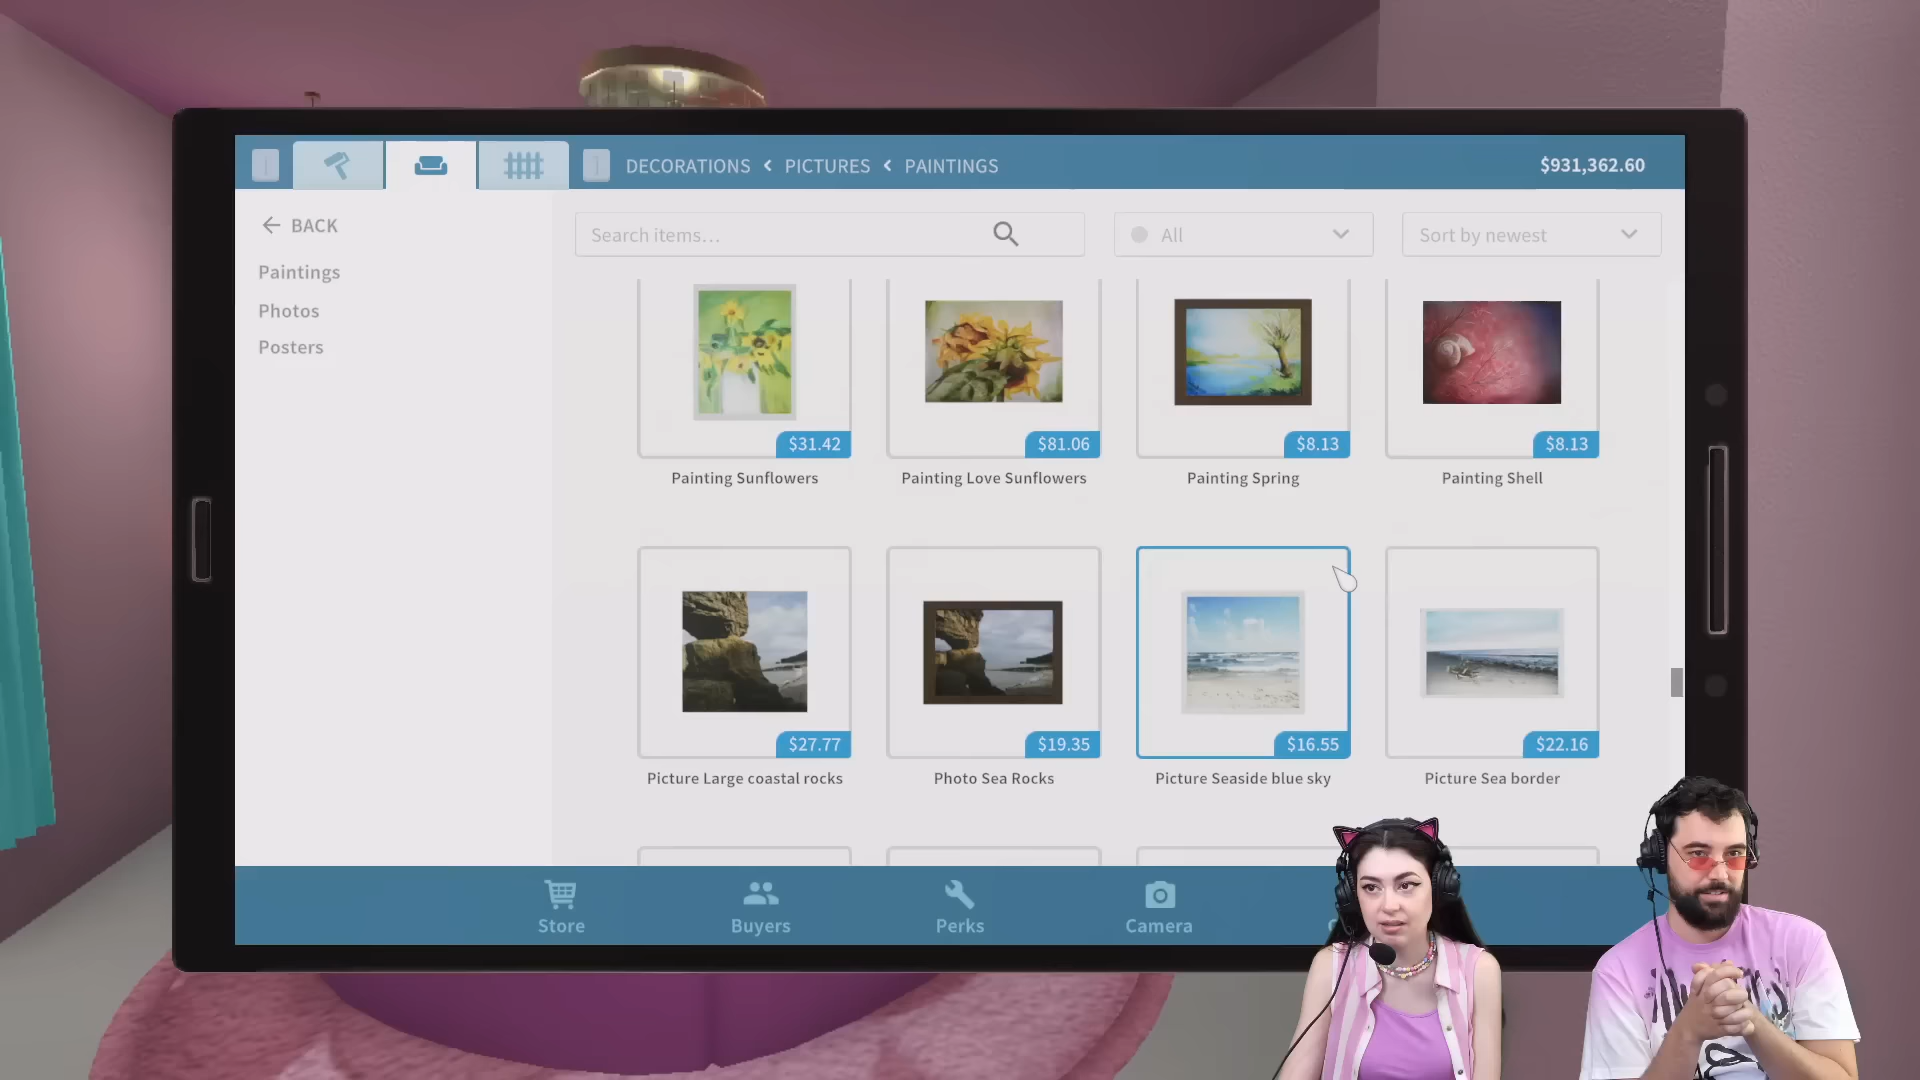 DECORATIONS < PICTURES < PAINTINGS
$931,362.60
BACK
Paintings
Photos
Posters
Search items...
All
Sort by newest
$31.42
$81.06
$8.13
$8.13
Painting Sunflowers
Painting Love Sunflowers
Painting Spring
Painting Shell
$27.77
$19.35
$16.55
$22.16
Picture Large coastal rocks
Photo Sea Rocks
Picture Seaside blue sky
Picture Sea border
Store
Buyers
Perks
Camera